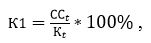 К1 = СС_t / К_t * 100% ,